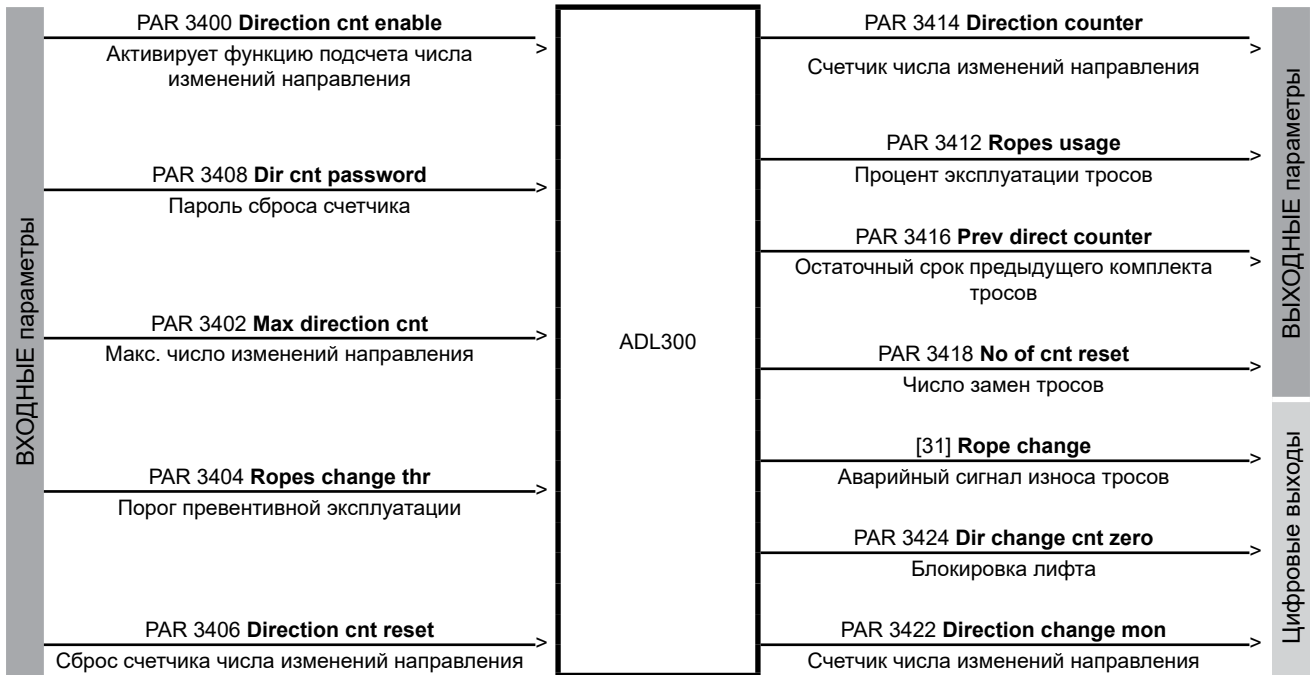 ВХОДНЫЕ параметры
PAR 3400 Direction cnt enable
>
Активирует функцию подсчета числа
изменений направления
PAR 3408 Dir cnt password
>
Пароль сброса счетчика
PAR 3402 Max direction cnt
>
Макс. число изменений направления
PAR 3404 Ropes change thr
>
Порог превентивной эксплуатации
PAR 3406 Direction cnt reset
>
Сброс счетчика числа изменений направления
ADL300
PAR 3414 Direction counter
>
Счетчик числа изменений направления
PAR 3412 Ropes usage
>
Процент эксплуатации тросов
PAR 3416 Prev direct counter
>
Остаточный срок предыдущего комплекта
тросов
PAR 3418 No of cnt reset
>
Число замен тросов
[31] Rope change
>
Аварийный сигнал износа тросов
PAR 3424 Dir change cnt zero
>
Блокировка лифта
PAR 3422 Direction change mon
>
Счетчик числа изменений направления
ВЫХОДНЫЕ параметры
Цифровые выходы